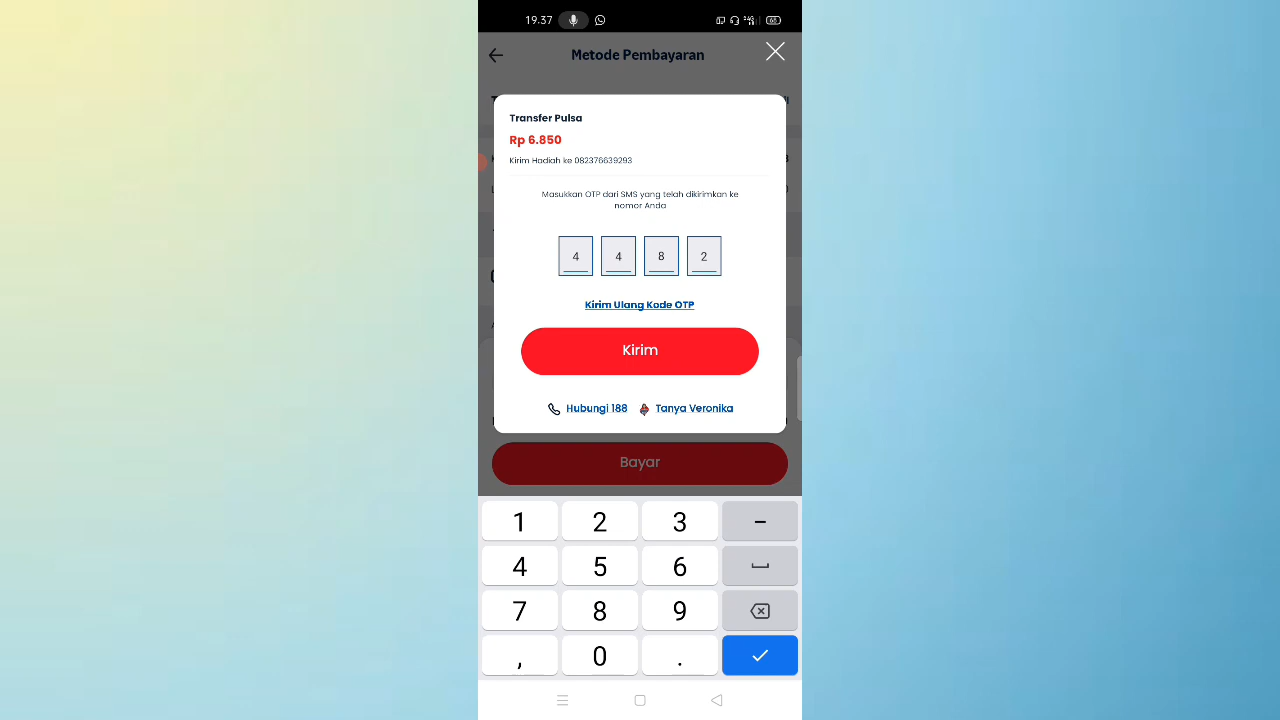 19.37
Metode Pembayaran
Transfer Pulsa
Rp 6.850
Kirim Hadiah ke 082376639293
Masukkan OTP dari SMS yang telah dikirimkan ke
nomor Anda
4 4 8 2
Kirim Ulang Kode OTP
Kirim
Hubungi 188 Tanya Veronika
Bayar
1 2 3 -
4 5 6
7 8 9
, 0 .